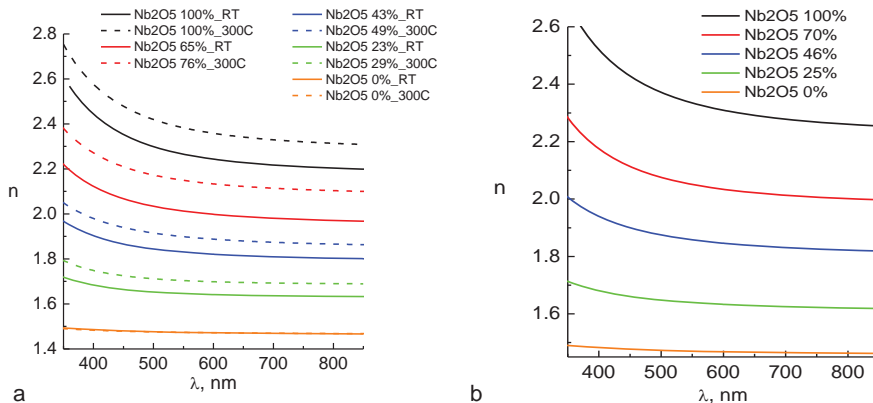 Nb2O5 100%_RT
Nb2O5 100%_300C
Nb2O5 65%_RT
Nb2O5 76%_300C
Nb2O5 43%_RT
Nb2O5 49%_300C
Nb2O5 23%_RT
Nb2O5 29%_300C
Nb2O5 0%_RT
Nb2O5 0%_300C
2.8
2.6
2.4
2.2
2.0
1.8
1.6
1.4
n
400 500 600 700 800
λ, nm
a
Nb2O5 100%
Nb2O5 70%
Nb2O5 46%
Nb2O5 25%
Nb2O5 0%
2.6
2.4
2.2
2.0
1.8
1.6
n
400 500 600 700 800
λ, nm
b